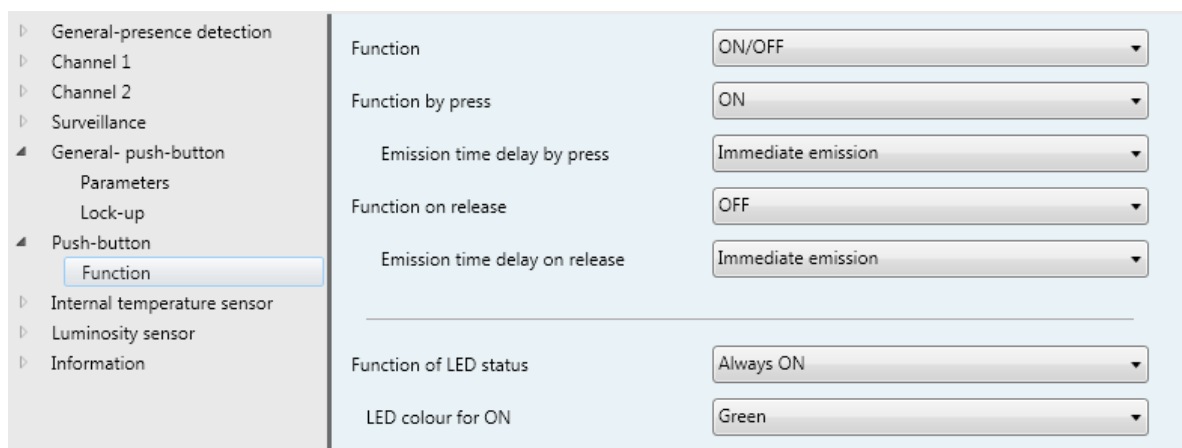 General-presence detection
Channel 1
Channel 2
Surveillance
General- push-button
Parameters
Lock-up
Push-button
Function
Internal temperature sensor
Luminosity sensor
Information
Function ON/OFF
Function by press ON
Emission time delay by press Immediate emission
Function on release OFF
Emission time delay on release Immediate emission
Function of LED status Always ON
LED colour for ON Green